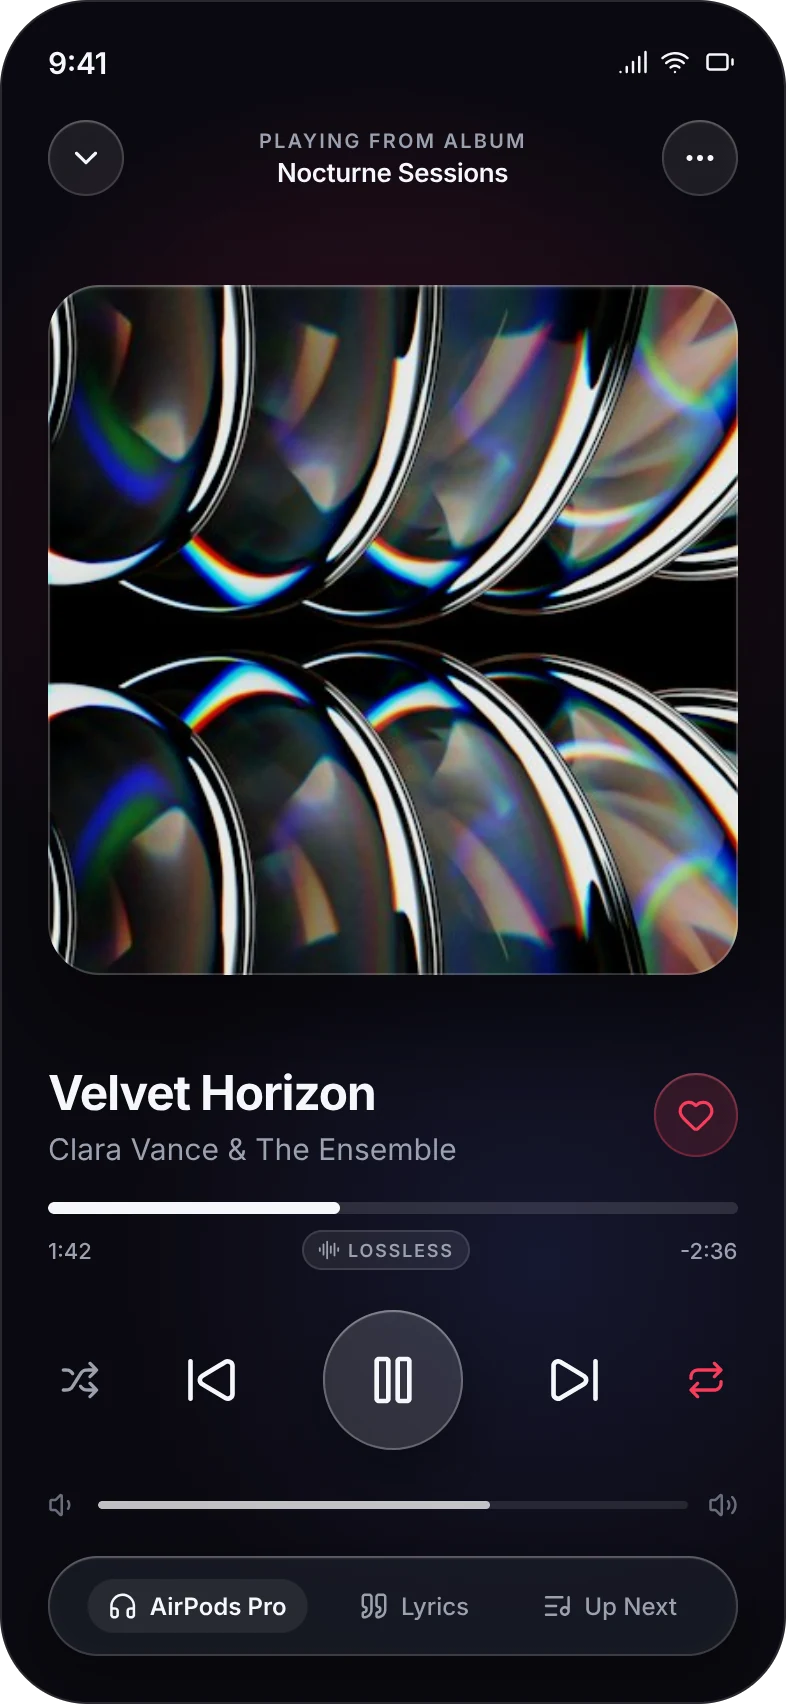 9:41
PLAYING FROM ALBUM
Nocturne Sessions
Velvet Horizon
Clara Vance & The Ensemble
1:42
LOSSLESS
-2:36
AirPods Pro
Lyrics
Up Next